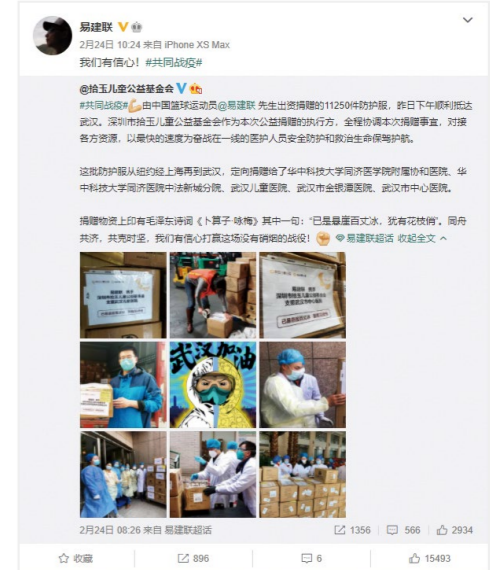 易建联
2月24日 10:24 来自 iPhone XS Max
我们有信心！#共同战疫#
@拾玉儿童公益基金会
#共同战疫#由中国篮球运动员@易建联 先生出资捐赠的11250件防护服，昨日下午顺利抵达
武汉。深圳市拾玉儿童公益基金会作为本次公益捐赠的执行方，全程协调本次捐赠事宜，对接
各方资源，以最快的速度为奋战在一线的医护人员安全防护和救治生命保驾护航。
这批防护服从纽约经上海再到武汉，定向捐赠给了华中科技大学同济医学院附属协和医院、华
中科技大学同济医院中法新城分院、武汉儿童医院、武汉市金银潭医院、武汉市中心医院。
捐赠物资上印有毛泽东诗词《卜算子·咏梅》其中一句：“已是悬崖百丈冰，犹有花枝俏”。同舟
共济，共克时坚，我们有信心打赢这场没有硝烟的战役！易建联超话 收起全文
武汉加油
2月24日 08:26 来自 易建联超话
1356 566 2934
收藏 896 6 15493